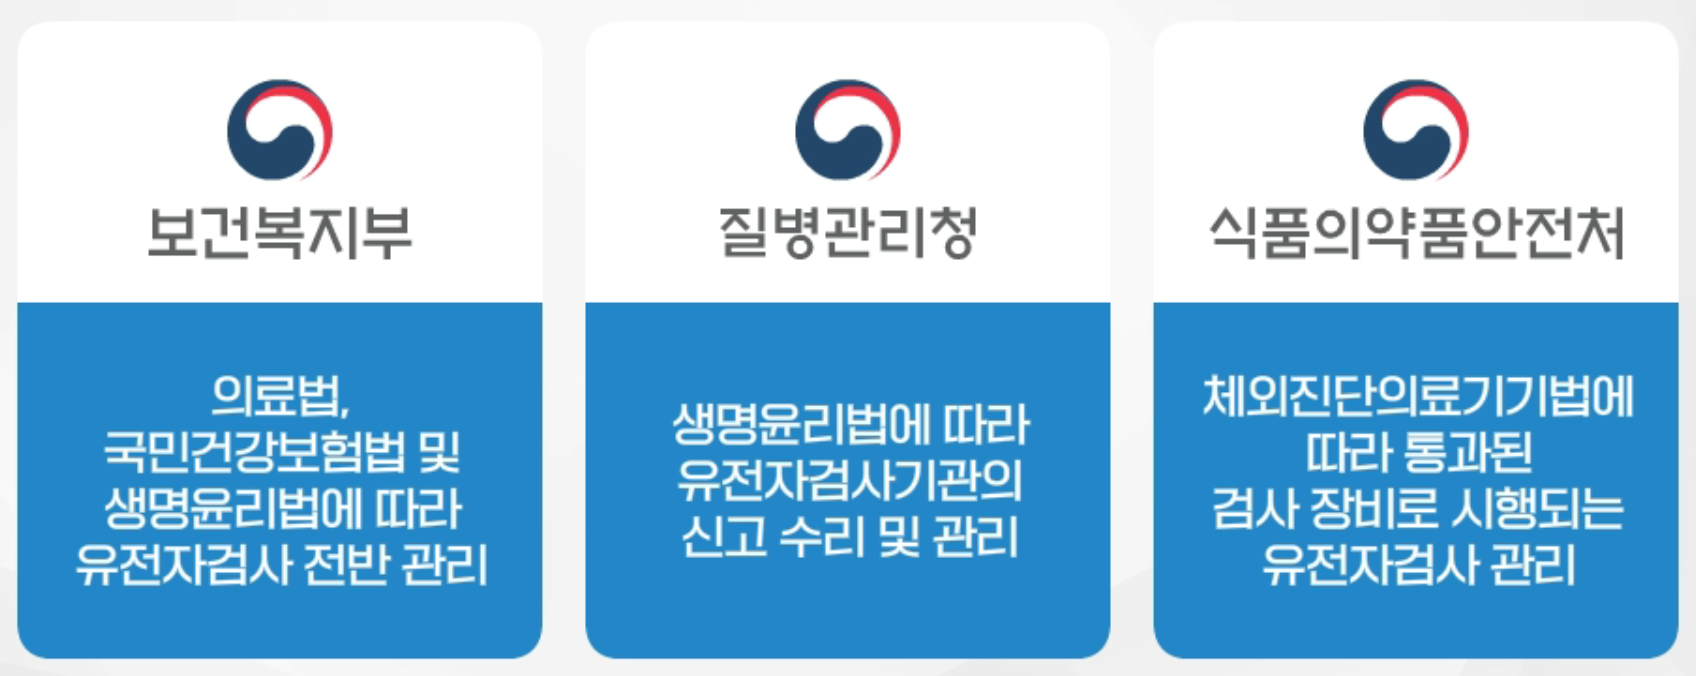 보건복지부
의료법,
국민건강보험법 및
생명윤리법에 따라
유전자검사 전반 관리
질병관리청
생명윤리법에 따라
유전자검사기관의
신고 수리 및 관리
식품의약품안전처
체외진단의료기기법에
따라 통과된
검사 장비로 시행되는
유전자검사 관리